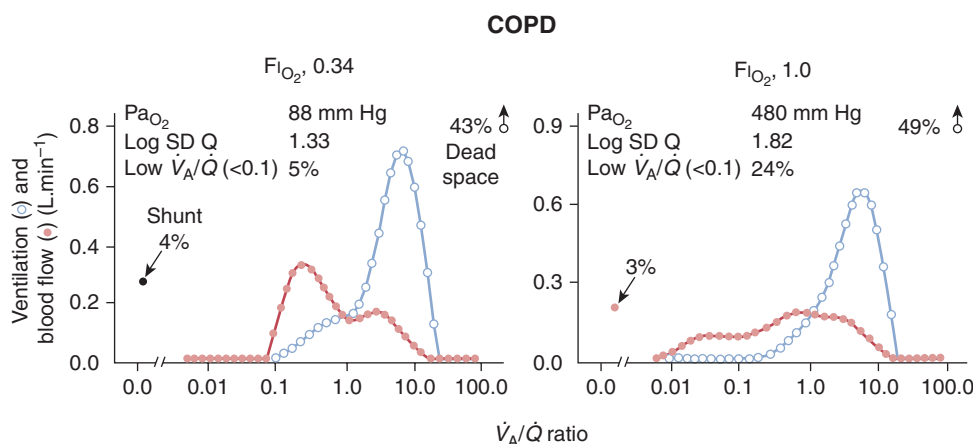 COPD
FIO2, 0.34
PaO2 88 mm Hg
Log SD Q 1.33
Low V̇A/Q̇ (<0.1) 5%
43%
Dead
space
Shunt
4%
0.8
0.6
0.4
0.2
0.0
0.0 0.01 0.1 1.0 10.0 100.0
Ventilation (○) and
blood flow (●) (L.min−1)
FIO2, 1.0
PaO2 480 mm Hg
Log SD Q 1.82
Low V̇A/Q̇ (<0.1) 24%
49%
3%
0.9
0.6
0.3
0.0
0.0 0.01 0.1 1.0 10.0 100.0
V̇A/Q̇ ratio